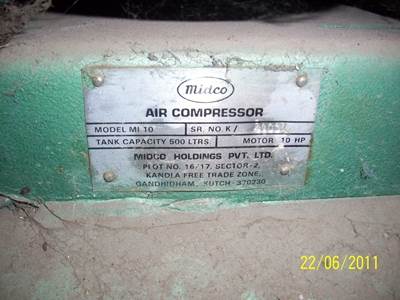 Midco
AIR COMPRESSOR
MODEL MI 10 SR. NO. K/
TANK CAPACITY 500 LTRS. MOTOR 10 HP
MIDCO HOLDINGS PVT. LTD.
PLOT NO. 16/17, SECTOR-2,
KANDLA FREE TRADE ZONE,
GANDHIDHAM, KUTCH-370230
22/06/2011